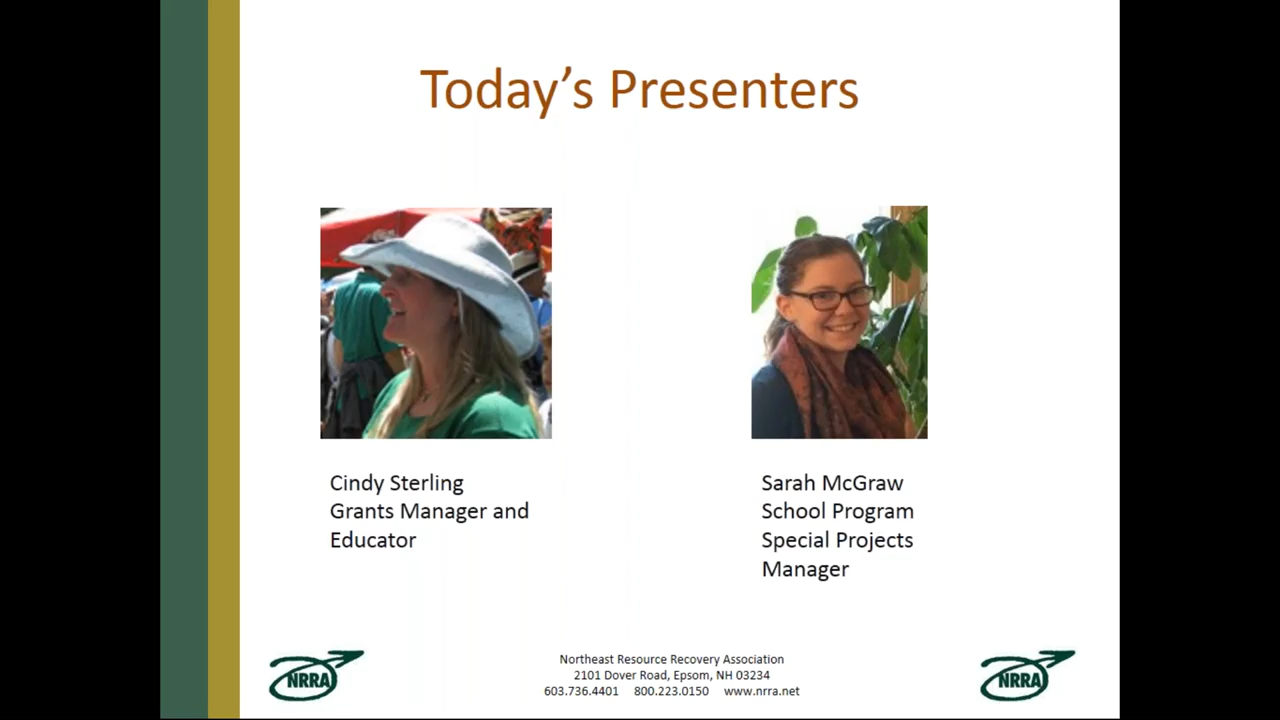 Today's Presenters
Cindy Sterling
Grants Manager and
Educator
Sarah McGraw
School Program
Special Projects
Manager
NRRA
Northeast Resource Recovery Association
2101 Dover Road, Epsom, NH 03234
603.736.4401 800.223.0150 www.nrra.net
NRRA